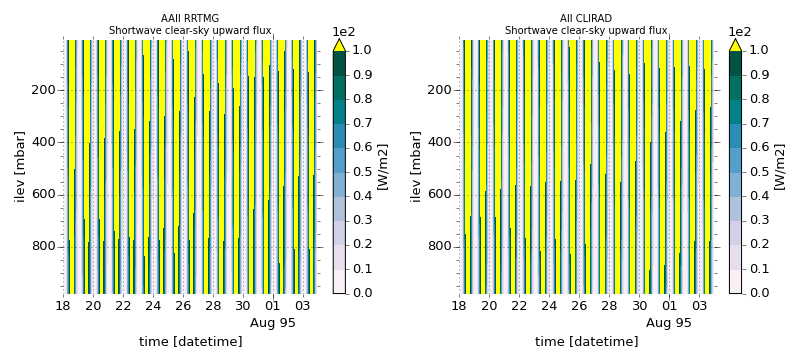 AAll RRTMG
Shortwave clear-sky upward flux
1e2
ilev [mbar]
200
400
600
800
18 20 22 24 26 28 30 01 03
Aug 95
time [datetime]
1.0
0.9
0.8
0.7
0.6
0.5
0.4
0.3
0.2
0.1
0.0
[W/m2]
All CLIRAD
Shortwave clear-sky upward flux
1e2
ilev [mbar]
200
400
600
800
18 20 22 24 26 28 30 01 03
Aug 95
time [datetime]
1.0
0.9
0.8
0.7
0.6
0.5
0.4
0.3
0.2
0.1
0.0
[W/m2]